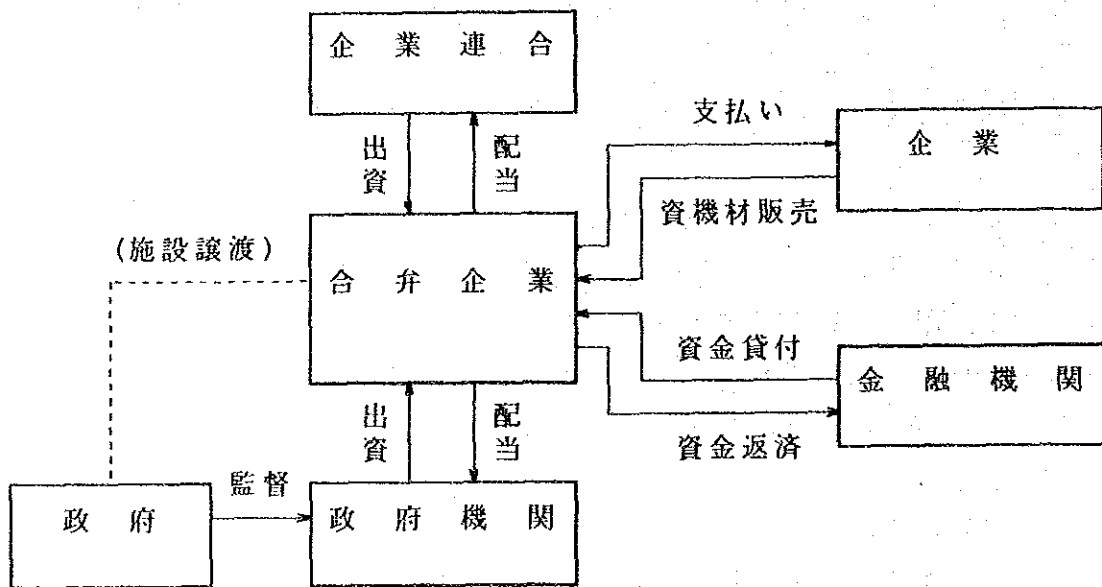 企業連合
支払い
企業
出資
配当
資機材販売
(施設譲渡)
合弁企業
資金貸付
金融機関
出資
配当
資金返済
監督
政府
政府機関